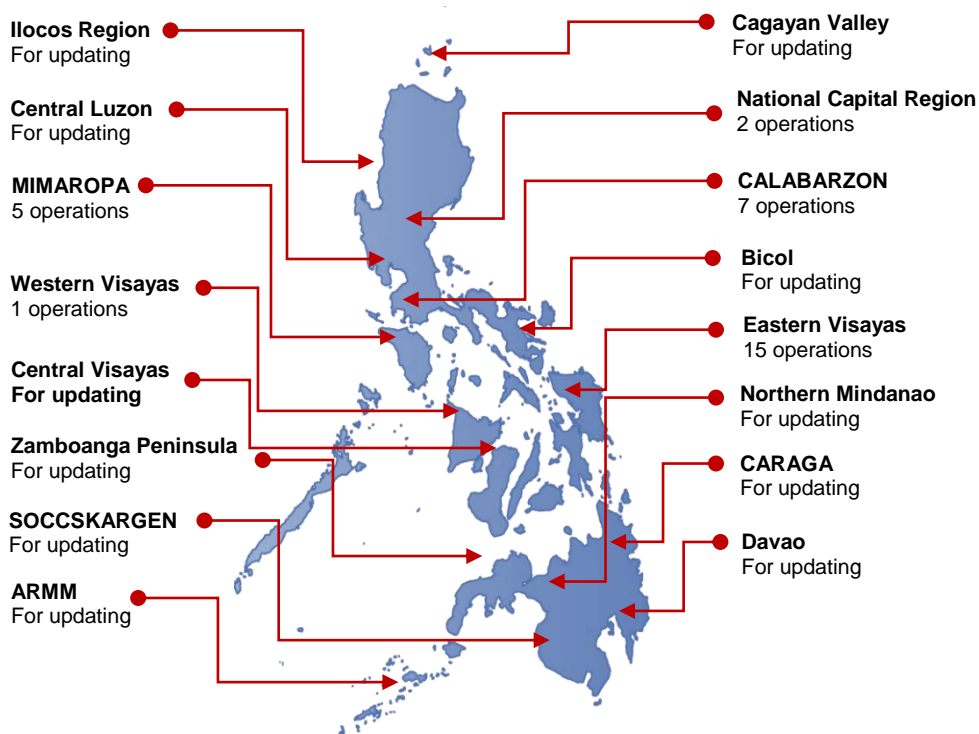 Ilocos Region
For updating
Central Luzon
For updating
MIMAROPA
5 operations
Western Visayas
1 operations
Central Visayas
For updating
Zamboanga Peninsula
For updating
SOCCSKARGEN
For updating
ARMM
For updating
Cagayan Valley
For updating
National Capital Region
2 operations
CALABARZON
7 operations
Bicol
For updating
Eastern Visayas
15 operations
Northern Mindanao
For updating
CARAGA
For updating
Davao
For updating